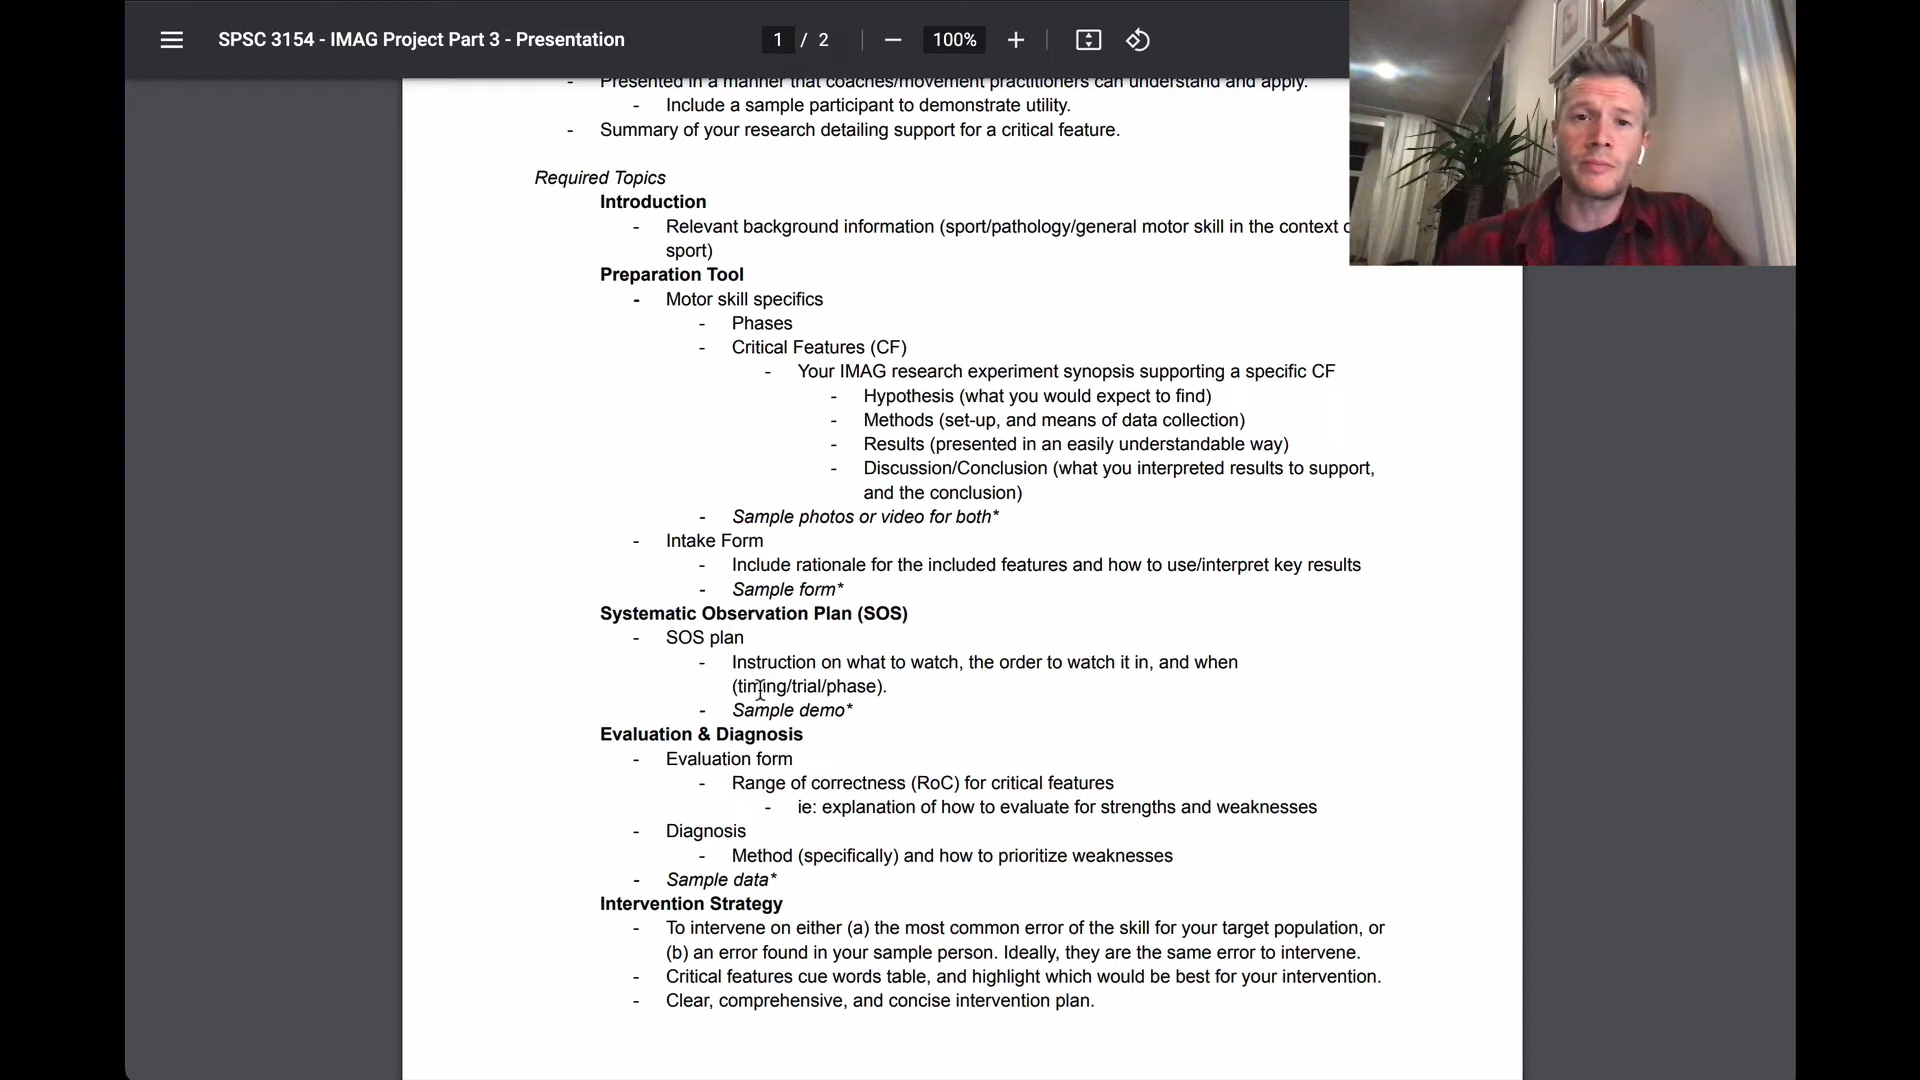 SPSC 3154 - IMAG Project Part 3 - Presentation
1 / 2
100%
- Presented in a manner that coaches/movement practitioners can understand and apply.
- Include a sample participant to demonstrate utility.
- Summary of your research detailing support for a critical feature.
Required Topics
Introduction
- Relevant background information (sport/pathology/general motor skill in the context
sport)
Preparation Tool
- Motor skill specifics
- Phases
- Critical Features (CF)
- Your IMAG research experiment synopsis supporting a specific CF
- Hypothesis (what you would expect to find)
- Methods (set-up, and means of data collection)
- Results (presented in an easily understandable way)
- Discussion/Conclusion (what you interpreted results to support,
and the conclusion)
- Sample photos or video for both*
- Intake Form
- Include rationale for the included features and how to use/interpret key results
- Sample form*
Systematic Observation Plan (SOS)
- SOS plan
- Instruction on what to watch, the order to watch it in, and when
(timing/trial/phase).
- Sample demo*
Evaluation & Diagnosis
- Evaluation form
- Range of correctness (RoC) for critical features
- ie: explanation of how to evaluate for strengths and weaknesses
- Diagnosis
- Method (specifically) and how to prioritize weaknesses
- Sample data*
Intervention Strategy
- To intervene on either (a) the most common error of the skill for your target population, or
(b) an error found in your sample person. Ideally, they are the same error to intervene.
- Critical features cue words table, and highlight which would be best for your intervention.
- Clear, comprehensive, and concise intervention plan.